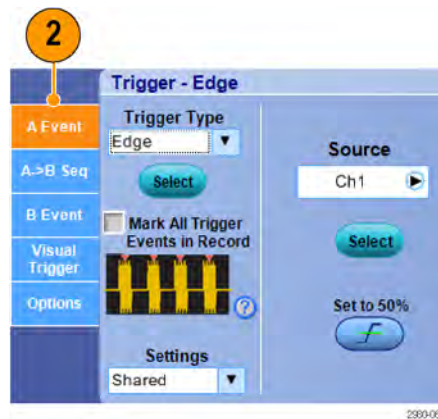 2
Trigger - Edge
A Event
A->B Seq
B Event
Visual
Trigger
Options
Trigger Type
Edge
Select
Mark All Trigger
Events in Record
?
Settings
Shared
Source
Ch1
Select
Set to 50%